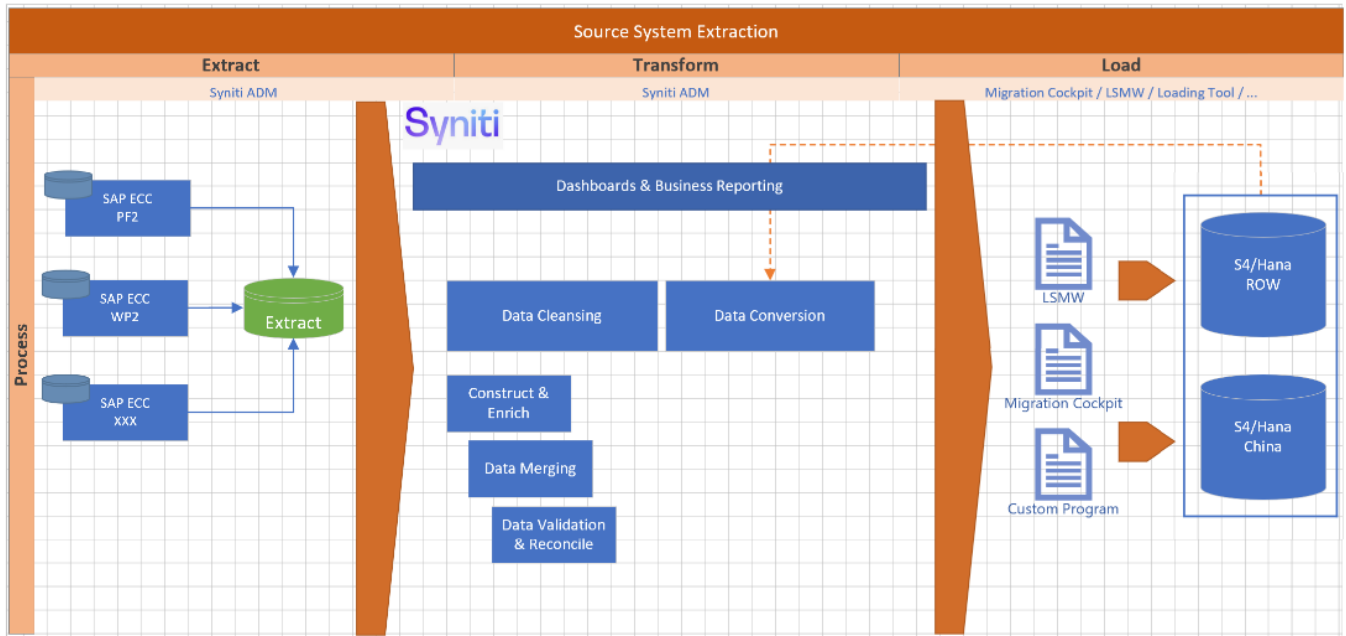 Source System Extraction
Extract
Transform
Load
Syniti ADM
Syniti ADM
Migration Cockpit / LSMW / Loading Tool / ...
Process
Syniti
SAP ECC
PF2
SAP ECC
WP2
SAP ECC
XXX
Extract
Dashboards & Business Reporting
Data Cleansing
Data Conversion
Construct &
Enrich
Data Merging
Data Validation
& Reconcile
LSMW
Migration Cockpit
Custom Program
S4/Hana
ROW
S4/Hana
China